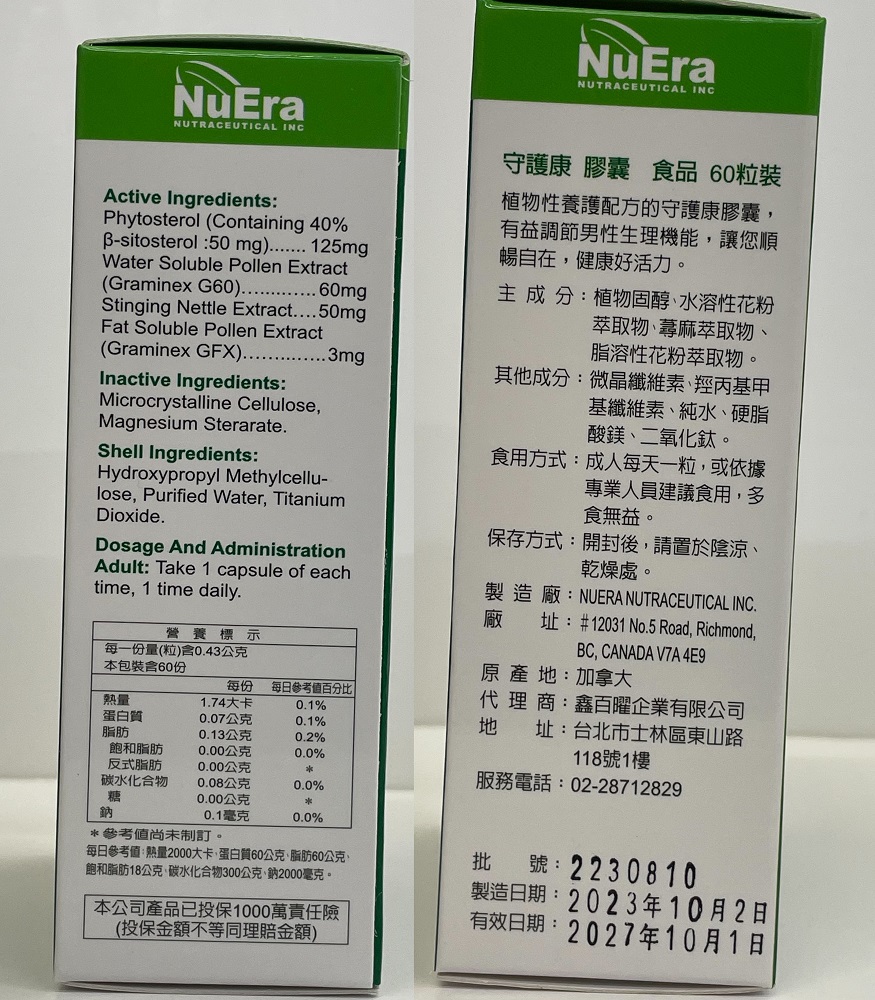 NuEra
NUTRACEUTICAL INC
Active Ingredients:
Phytosterol (Containing 40%
β-sitosterol :50 mg)....... 125mg
Water Soluble Pollen Extract
(Graminex G60)............. 60mg
Stinging Nettle Extract....50mg
Fat Soluble Pollen Extract
(Graminex GFX)..............3mg
Inactive Ingredients:
Microcrystalline Cellulose,
Magnesium Sterarate.
Shell Ingredients:
Hydroxypropyl Methylcellu-
lose, Purified Water, Titanium
Dioxide.
Dosage And Administration
Adult: Take 1 capsule of each
time, 1 time daily.
營養標示
每一份量(粒)含0.43公克
本包裝含60份
每份 每日參考值百分比
熱量 1.74大卡 0.1%
蛋白質 0.07公克 0.1%
脂肪 0.13公克 0.2%
飽和脂肪 0.00公克 0.0%
反式脂肪 0.00公克 *
碳水化合物 0.08公克 0.0%
糖 0.00公克 *
鈉 0.1毫克 0.0%
*參考值尚未制訂。
每日參考值:熱量2000大卡、蛋白質60公克、脂肪60公克、
飽和脂肪18公克、碳水化合物300公克、鈉2000毫克。
本公司產品已投保1000萬責任險
(投保金額不等同理賠金額)
NuEra
NUTRACEUTICAL INC
守護康 膠囊 食品 60粒裝
植物性養護配方的守護康膠囊，
有益調節男性生理機能，讓您順
暢自在，健康好活力。
主成分：植物固醇、水溶性花粉
萃取物、蕁麻萃取物、
脂溶性花粉萃取物。
其他成分：微晶纖維素、羥丙基甲
基纖維素、純水、硬脂
酸鎂、二氧化鈦。
食用方式：成人每天一粒，或依據
專業人員建議食用，多
食無益。
保存方式：開封後，請置於陰涼、
乾燥處。
製造廠：NUERA NUTRACEUTICAL INC.
廠址：#12031 No.5 Road, Richmond,
BC, CANADA V7A 4E9
原產地：加拿大
代理商：鑫百曜企業有限公司
地址：台北市士林區東山路
118號1樓
服務電話：02-28712829
批號：2230810
製造日期：2023年10月2日
有效日期：2027年10月1日